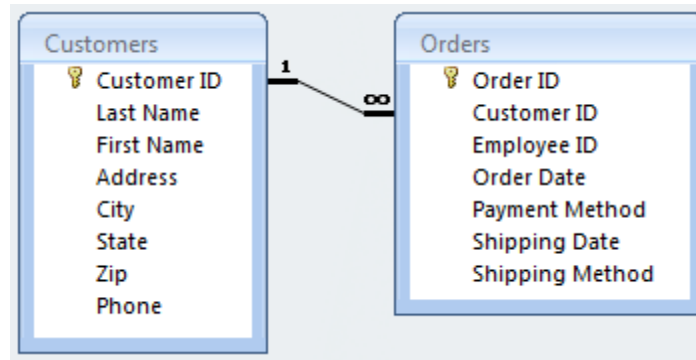 Customers
Customer ID
Last Name
First Name
Address
City
State
Zip
Phone
1
∞
Orders
Order ID
Customer ID
Employee ID
Order Date
Payment Method
Shipping Date
Shipping Method